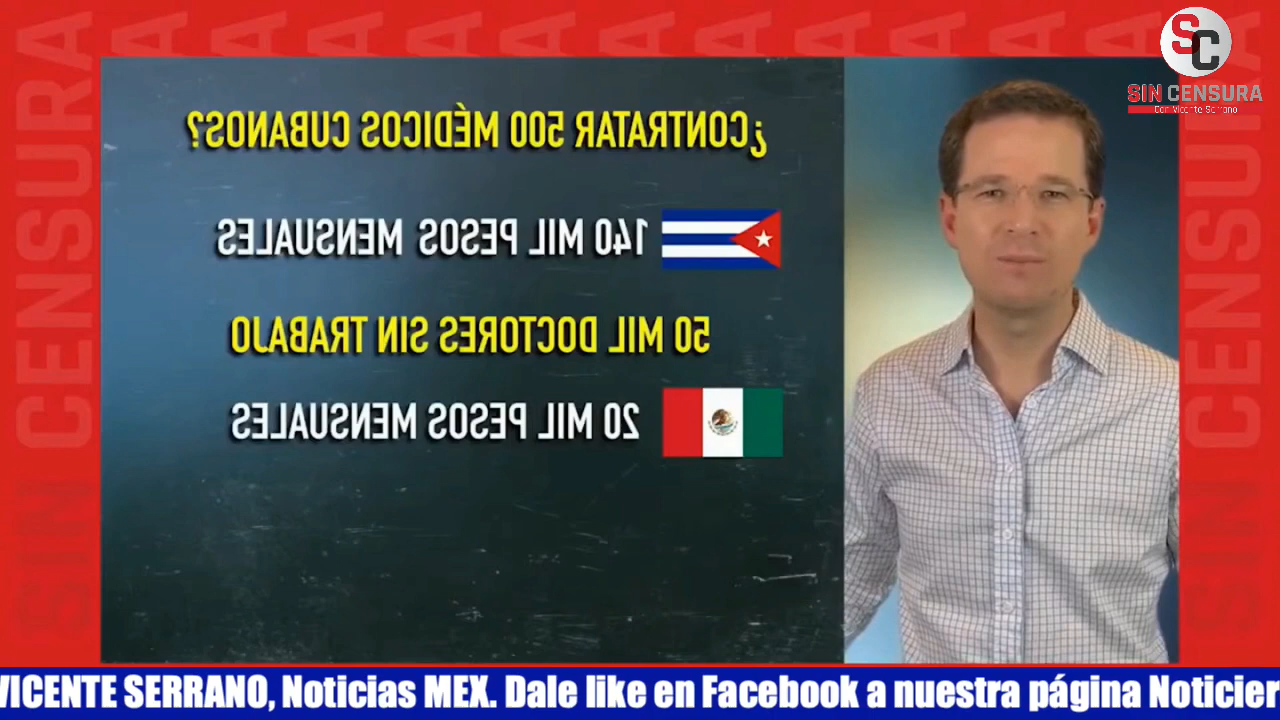 ¿CONTRATAR 500 MÉDICOS CUBANOS?
140 MIL PESOS MENSUALES
50 MIL DOCTORES SIN TRABAJO
20 MIL PESOS MENSUALES
SC
SIN CENSURA
Con Vicente Serrano
SIN CENSURA
SIN CENSURA
VICENTE SERRANO, Noticias MEX. Dale like en Facebook a nuestra página Noticier